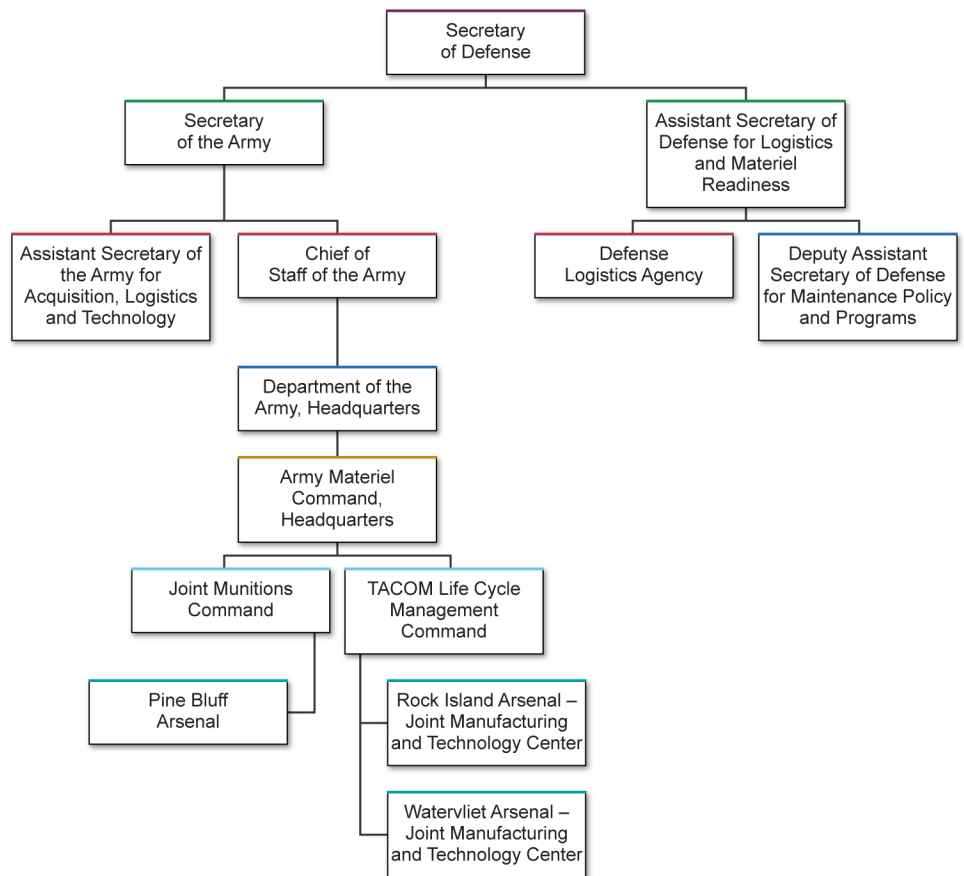 Secretary
of Defense
Secretary
of the Army
Assistant Secretary of
Defense for Logistics
and Materiel
Readiness
Assistant Secretary of
the Army for
Acquisition, Logistics
and Technology
Chief of
Staff of the Army
Defense
Logistics Agency
Deputy Assistant
Secretary of Defense
for Maintenance Policy
and Programs
Department of the
Army, Headquarters
Army Materiel
Command,
Headquarters
Joint Munitions
Command
TACOM Life Cycle
Management
Command
Pine Bluff
Arsenal
Rock Island Arsenal –
Joint Manufacturing
and Technology Center
Watervliet Arsenal –
Joint Manufacturing
and Technology Center